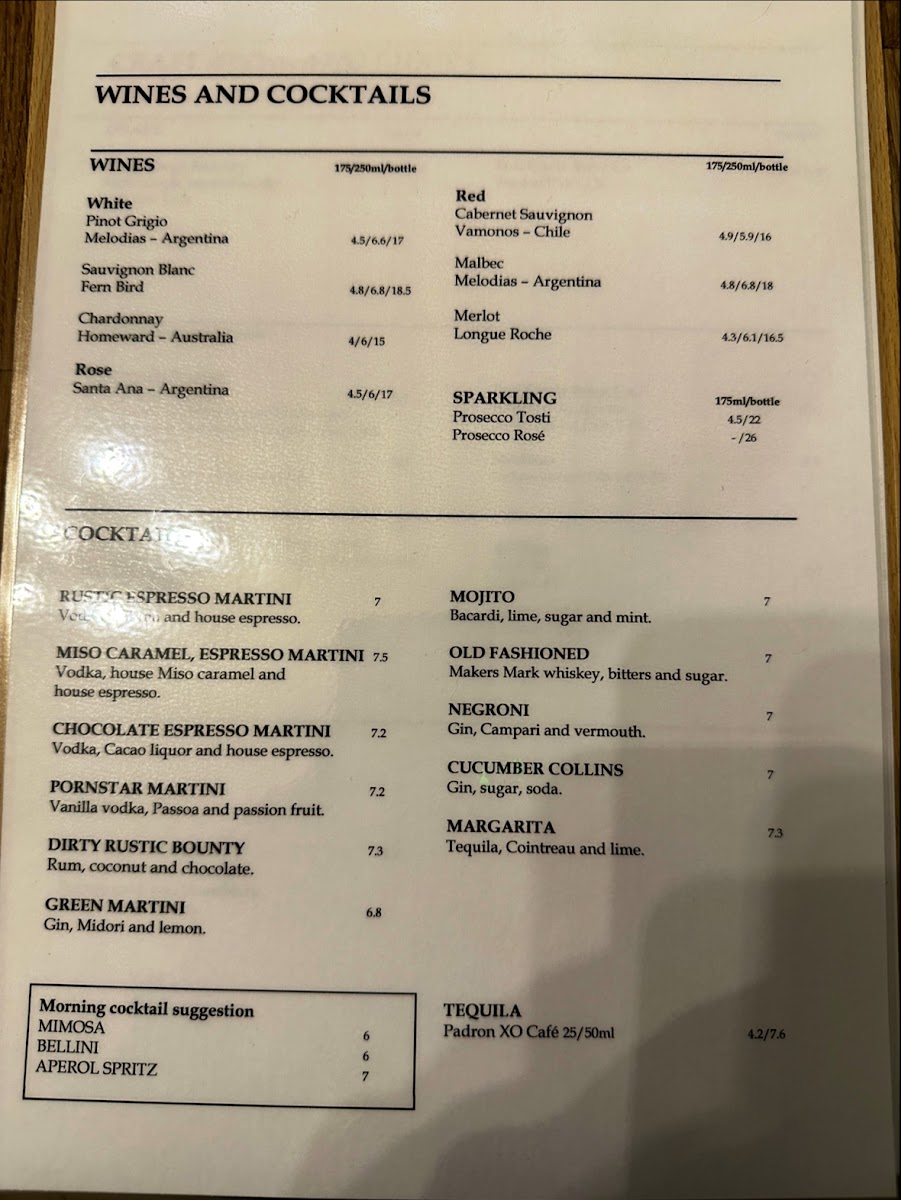 WINES AND COCKTAILS
WINES 175/250ml/bottle
White
Pinot Grigio
Melodias – Argentina 4.5/6.6/17
Sauvignon Blanc
Fern Bird 4.8/6.8/18.5
Chardonnay
Homeward – Australia 4/6/15
Rose
Santa Ana – Argentina 4.5/6/17
175/250ml/bottle
Red
Cabernet Sauvignon
Vamonos – Chile 4.9/5.9/16
Malbec
Melodias – Argentina 4.8/6.8/18
Merlot
Longue Roche 4.3/6.1/16.5
SPARKLING 175ml/bottle
Prosecco Tosti 4.5/22
Prosecco Rosé - /26
RUSTIC ESPRESSO MARTINI 7
and house espresso.
MISO CARAMEL, ESPRESSO MARTINI 7.5
Vodka, house Miso caramel and
house espresso.
CHOCOLATE ESPRESSO MARTINI 7.2
Vodka, Cacao liquor and house espresso.
PORNSTAR MARTINI 7.2
Vanilla vodka, Passoa and passion fruit.
DIRTY RUSTIC BOUNTY 7.3
Rum, coconut and chocolate.
GREEN MARTINI 6.8
Gin, Midori and lemon.
MOJITO 7
Bacardi, lime, sugar and mint.
OLD FASHIONED 7
Makers Mark whiskey, bitters and sugar.
NEGRONI 7
Gin, Campari and vermouth.
CUCUMBER COLLINS 7
Gin, sugar, soda.
MARGARITA 7.3
Tequila, Cointreau and lime.
Morning cocktail suggestion
MIMOSA 6
BELLINI 6
APEROL SPRITZ 7
TEQUILA
Padron XO Café 25/50ml 4.2/7.6